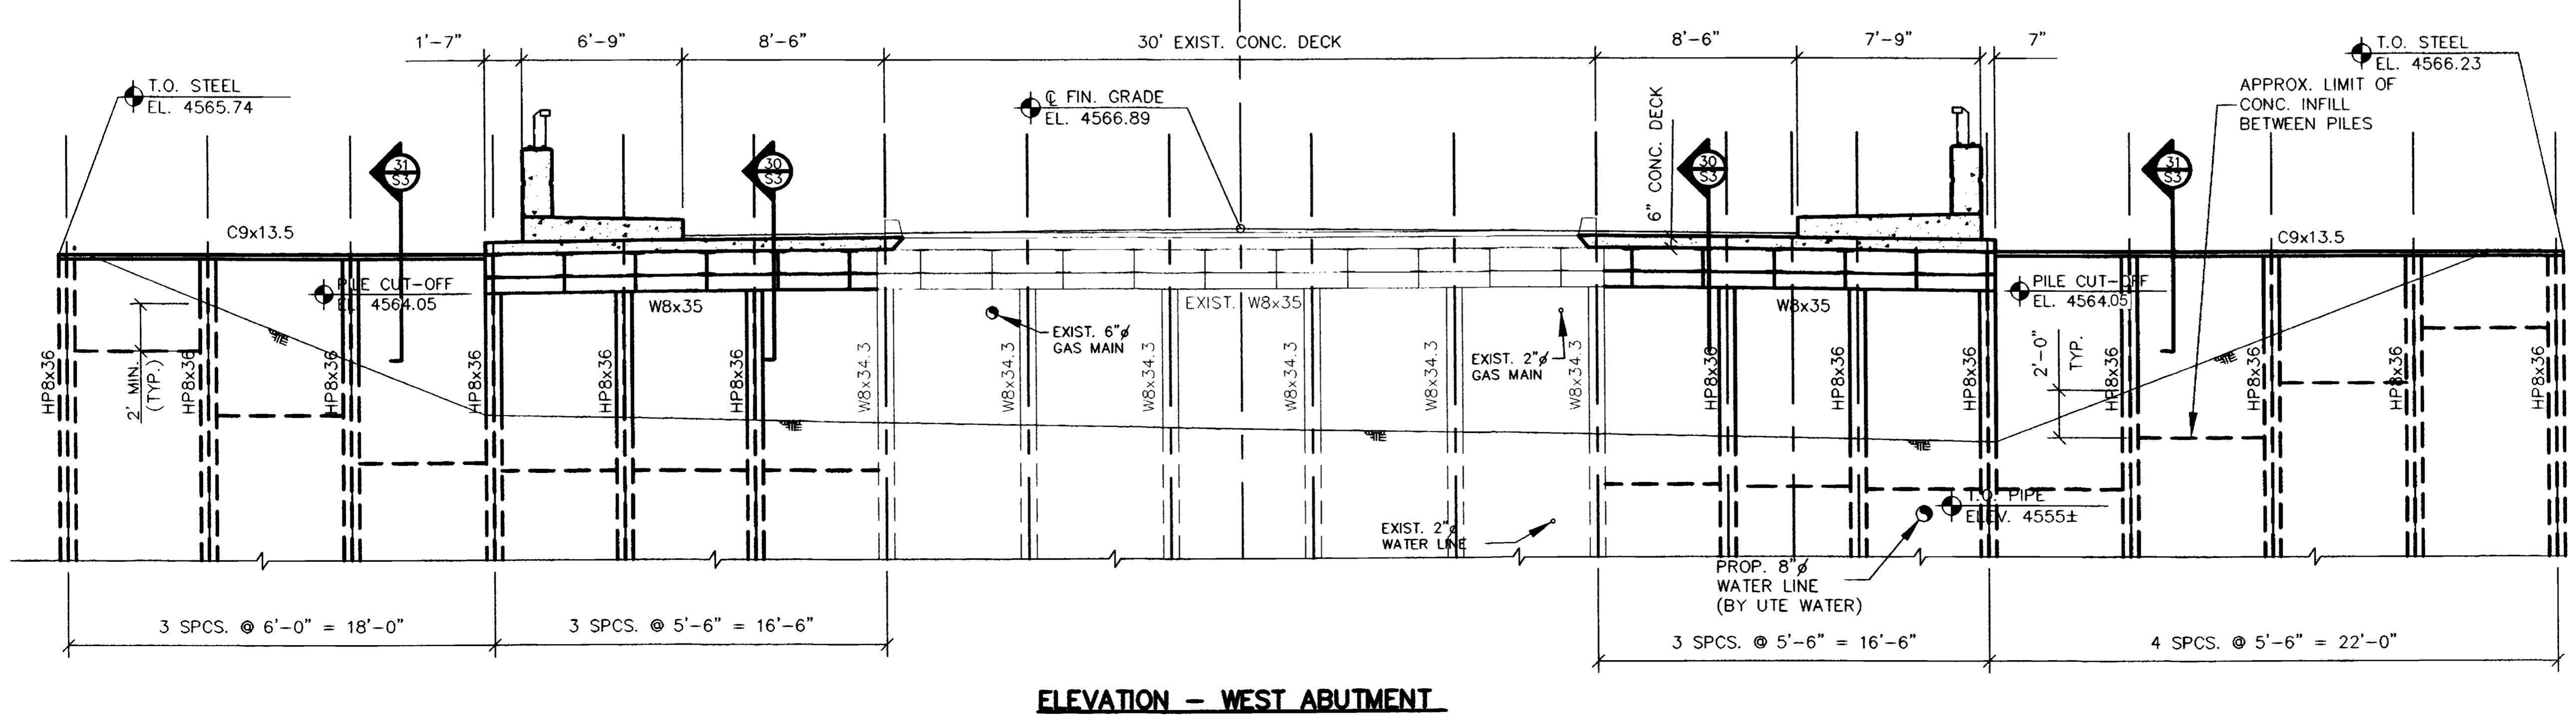 1'-7" 6'-9" 8'-6" 30' EXIST. CONC. DECK 8'-6" 7'-9" 7"
T.O. STEEL
EL. 4565.74
℄ FIN. GRADE
EL. 4566.89
6" CONC. DECK
T.O. STEEL
EL. 4566.23
APPROX. LIMIT OF
CONC. INFILL
BETWEEN PILES
31
S3
30
S3
30
S3
31
S3
C9x13.5
C9x13.5
PILE CUT-OFF
EL. 4564.05
W8x35
EXIST. W8x35
W8x35
PILE CUT-OFF
EL. 4564.05
EXIST. 6"ø
GAS MAIN
EXIST. 2"ø
GAS MAIN
HP8x36
2' MIN.
(TYP.)
HP8x36
HP8x36
HP8x36
HP8x36
HP8x36
W8x34.3
W8x34.3
W8x34.3
W8x34.3
W8x34.3
W8x34.3
HP8x36
HP8x36
HP8x36
2'-0"
TYP.
HP8x36
HP8x36
HP8x36
HP8x36
T.O. PIPE
ELEV. 4555±
EXIST. 2"ø
WATER LINE
PROP. 8"ø
WATER LINE
(BY UTE WATER)
3 SPCS. @ 6'-0" = 18'-0"
3 SPCS. @ 5'-6" = 16'-6"
3 SPCS. @ 5'-6" = 16'-6"
4 SPCS. @ 5'-6" = 22'-0"
ELEVATION - WEST ABUTMENT